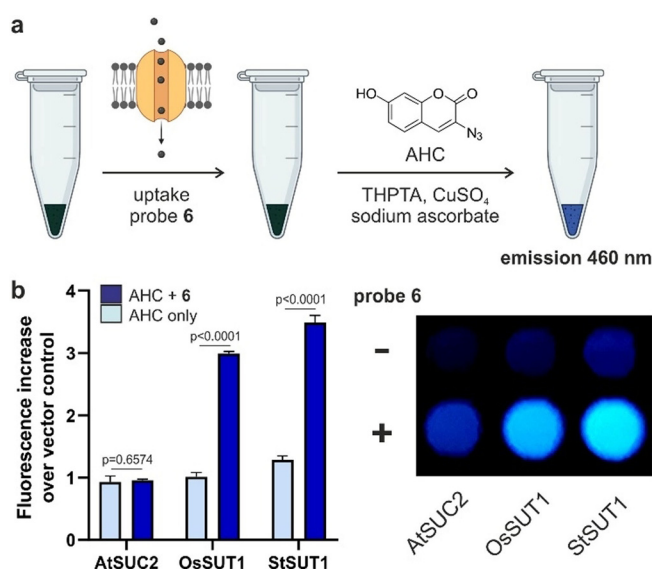 a
HO
O
O
N₃
AHC
uptake
probe 6
THPTA, CuSO₄
sodium ascorbate
emission 460 nm
b
AHC + 6
AHC only
Fluorescence increase
over vector control
4
3
2
1
0
p=0.6574
p<0.0001
p<0.0001
AtSUC2
OsSUT1
StSUT1
probe 6
-
+
AtSUC2
OsSUT1
StSUT1